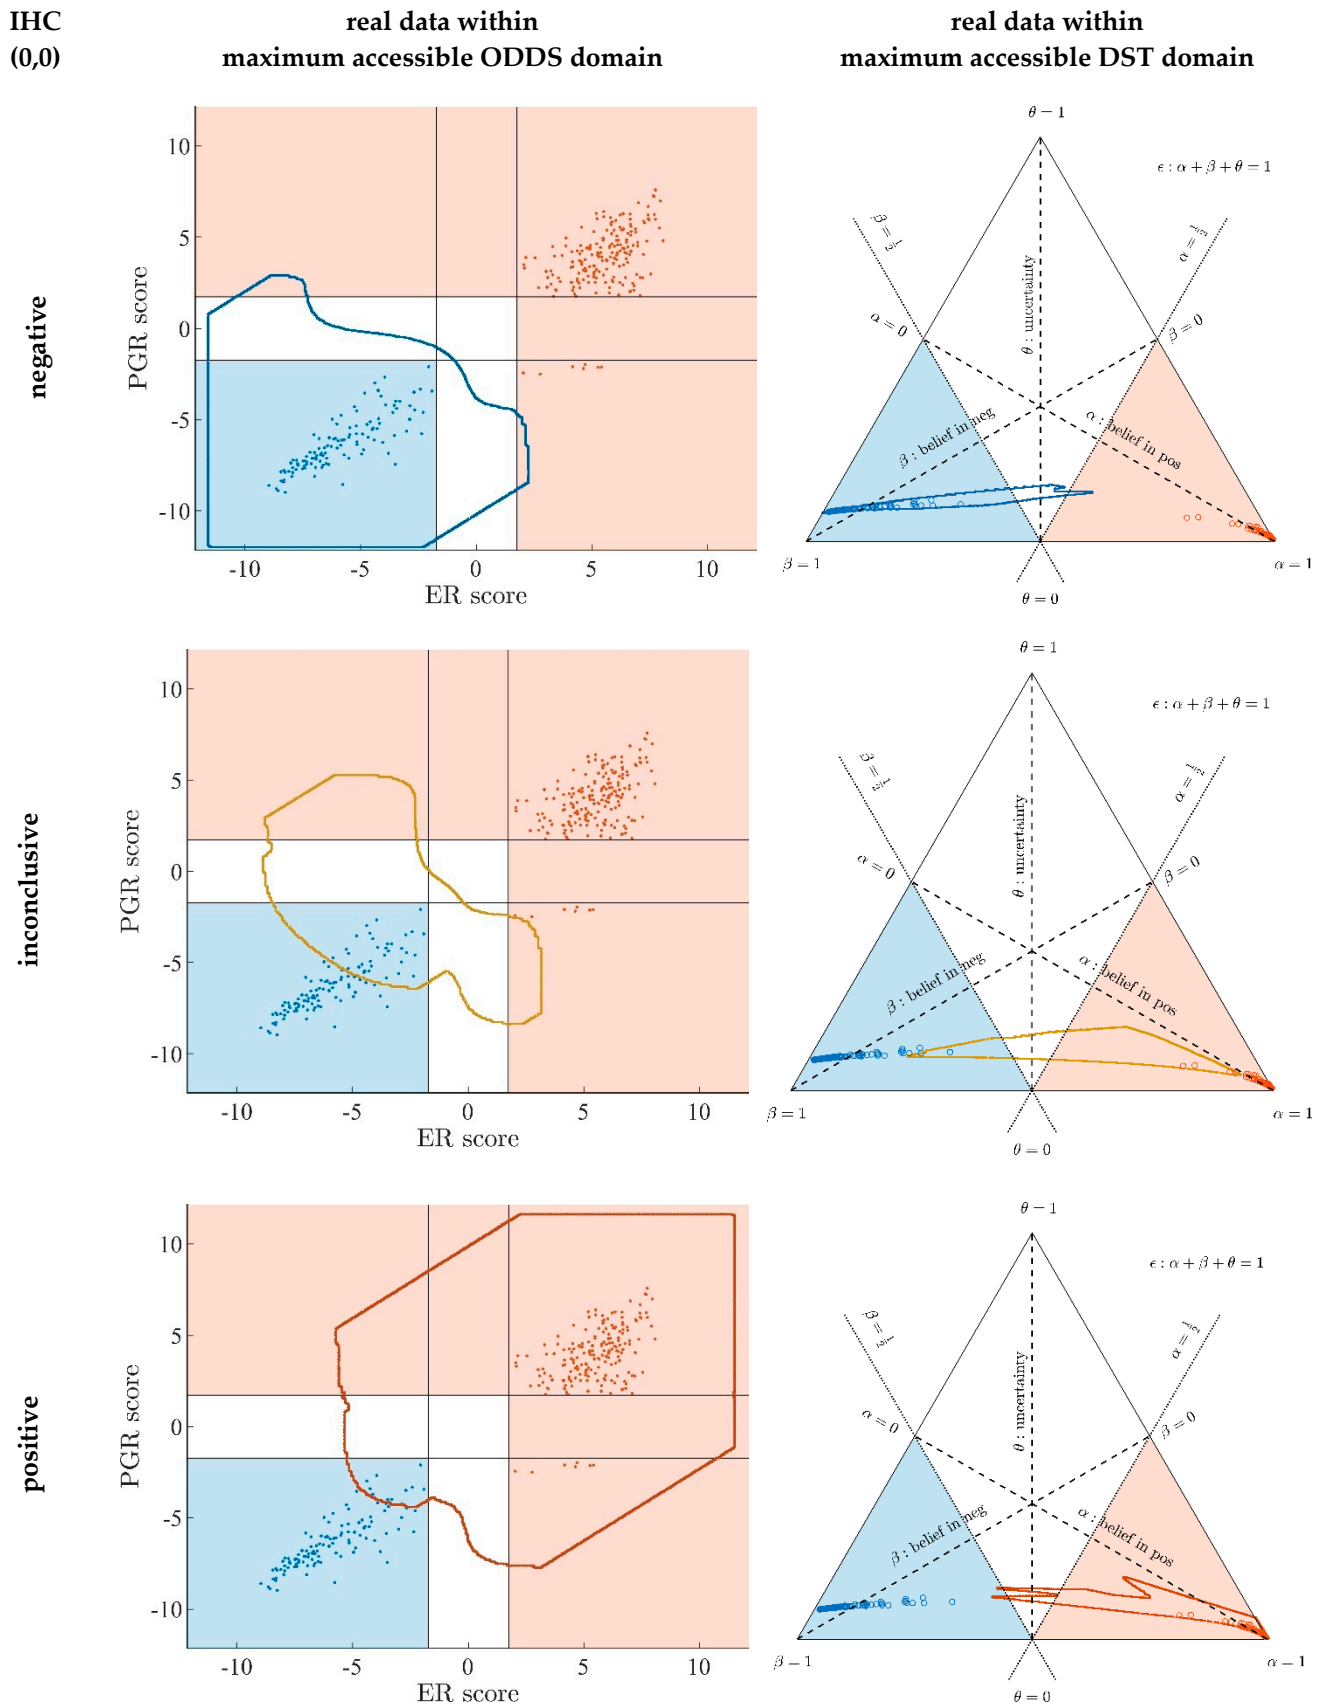 IHC
(0,0)
real data within
maximum accessible ODDS domain
real data within
maximum accessible DST domain
negative
PGR score
10
5
0
-5
-10
-10
-5
0
5
10
ER score
θ = 1
ϵ : α + β + θ = 1
β = 1/2
α = 1/2
α = 0
β = 0
θ : uncertainty
β : belief in neg
α : belief in pos
β = 1
α = 1
θ = 0
inconclusive
PGR score
10
5
0
-5
-10
-10
-5
0
5
10
ER score
θ = 1
ϵ : α + β + θ = 1
β = 1/2
α = 1/2
α = 0
β = 0
θ : uncertainty
β : belief in neg
α : belief in pos
β = 1
α = 1
θ = 0
positive
PGR score
10
5
0
-5
-10
-10
-5
0
5
10
ER score
θ = 1
ϵ : α + β + θ = 1
β = 1/2
α = 1/2
α = 0
β = 0
θ : uncertainty
β : belief in neg
α : belief in pos
β = 1
α = 1
θ = 0